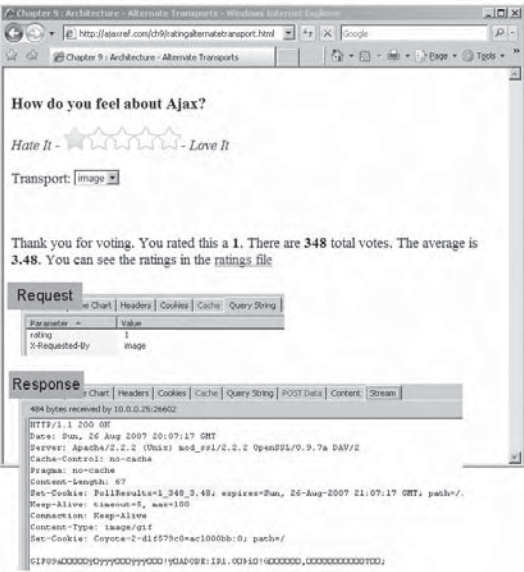 Chapter 9 : Architecture - Alternate Transports - Windows Internet Explorer
http://ajaxref.com/ch9/ratingalternatetransport.html
Google
Chapter 9 : Architecture - Alternate Transports
Page
Tools
How do you feel about Ajax?
Hate It - - Love It
Transport: image
Thank you for voting. You rated this a 1. There are 348 total votes. The average is
3.48. You can see the ratings in the ratings file
Request
Chart Headers Cookies Cache Query String
Parameter Value
rating 1
X-Requested-By image
Response
Chart Headers Cookies Cache Query String POST Data Content Stream
484 bytes received by 10.0.0.25:26602
HTTP/1.1 200 OK
Date: Sun, 26 Aug 2007 20:07:17 GMT
Server: Apache/2.2.2 (Unix) mod_ssl/2.2.2 OpenSSL/0.9.7a DAV/2
Cache-Control: no-cache
Pragma: no-cache
Content-Length: 67
Set-Cookie: PollResults=1_348_3.48; expires=Sun, 26-Aug-2007 21:07:17 GMT; path=/.
Keep-Alive: timeout=5, max=100
Connection: Keep-Alive
Content-Type: image/gif
Set-Cookie: Coyote-2-d1f579c0=ac1000bb:0; path=/